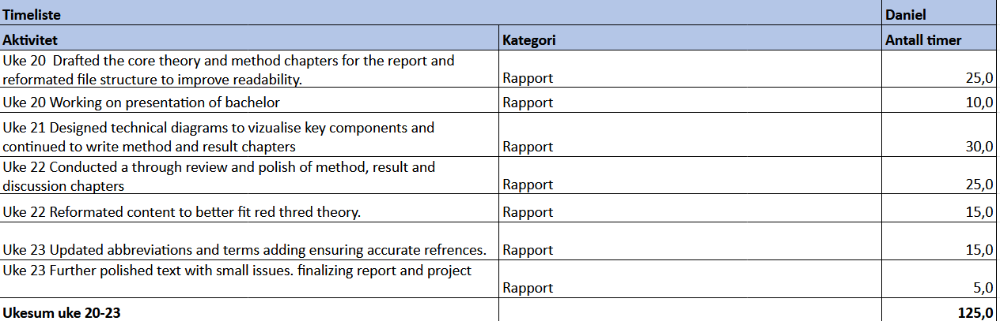 Timeliste Daniel
Aktivitet Kategori Antall timer
Uke 20  Drafted the core theory and method chapters for the report and
reformated file structure to improve readability. Rapport 25,0
Uke 20 Working on presentation of bachelor Rapport 10,0
Uke 21 Designed technical diagrams to vizualise key components and
continued to write method and result chapters Rapport 30,0
Uke 22 Conducted a through review and polish of method, result and
discussion chapters Rapport 25,0
Uke 22 Reformated content to better fit red thred theory. Rapport 15,0
Uke 23 Updated abbreviations and terms adding ensuring accurate refrences. Rapport 15,0
Uke 23 Further polished text with small issues. finalizing report and project
Rapport 5,0
Ukesum uke 20-23 125,0